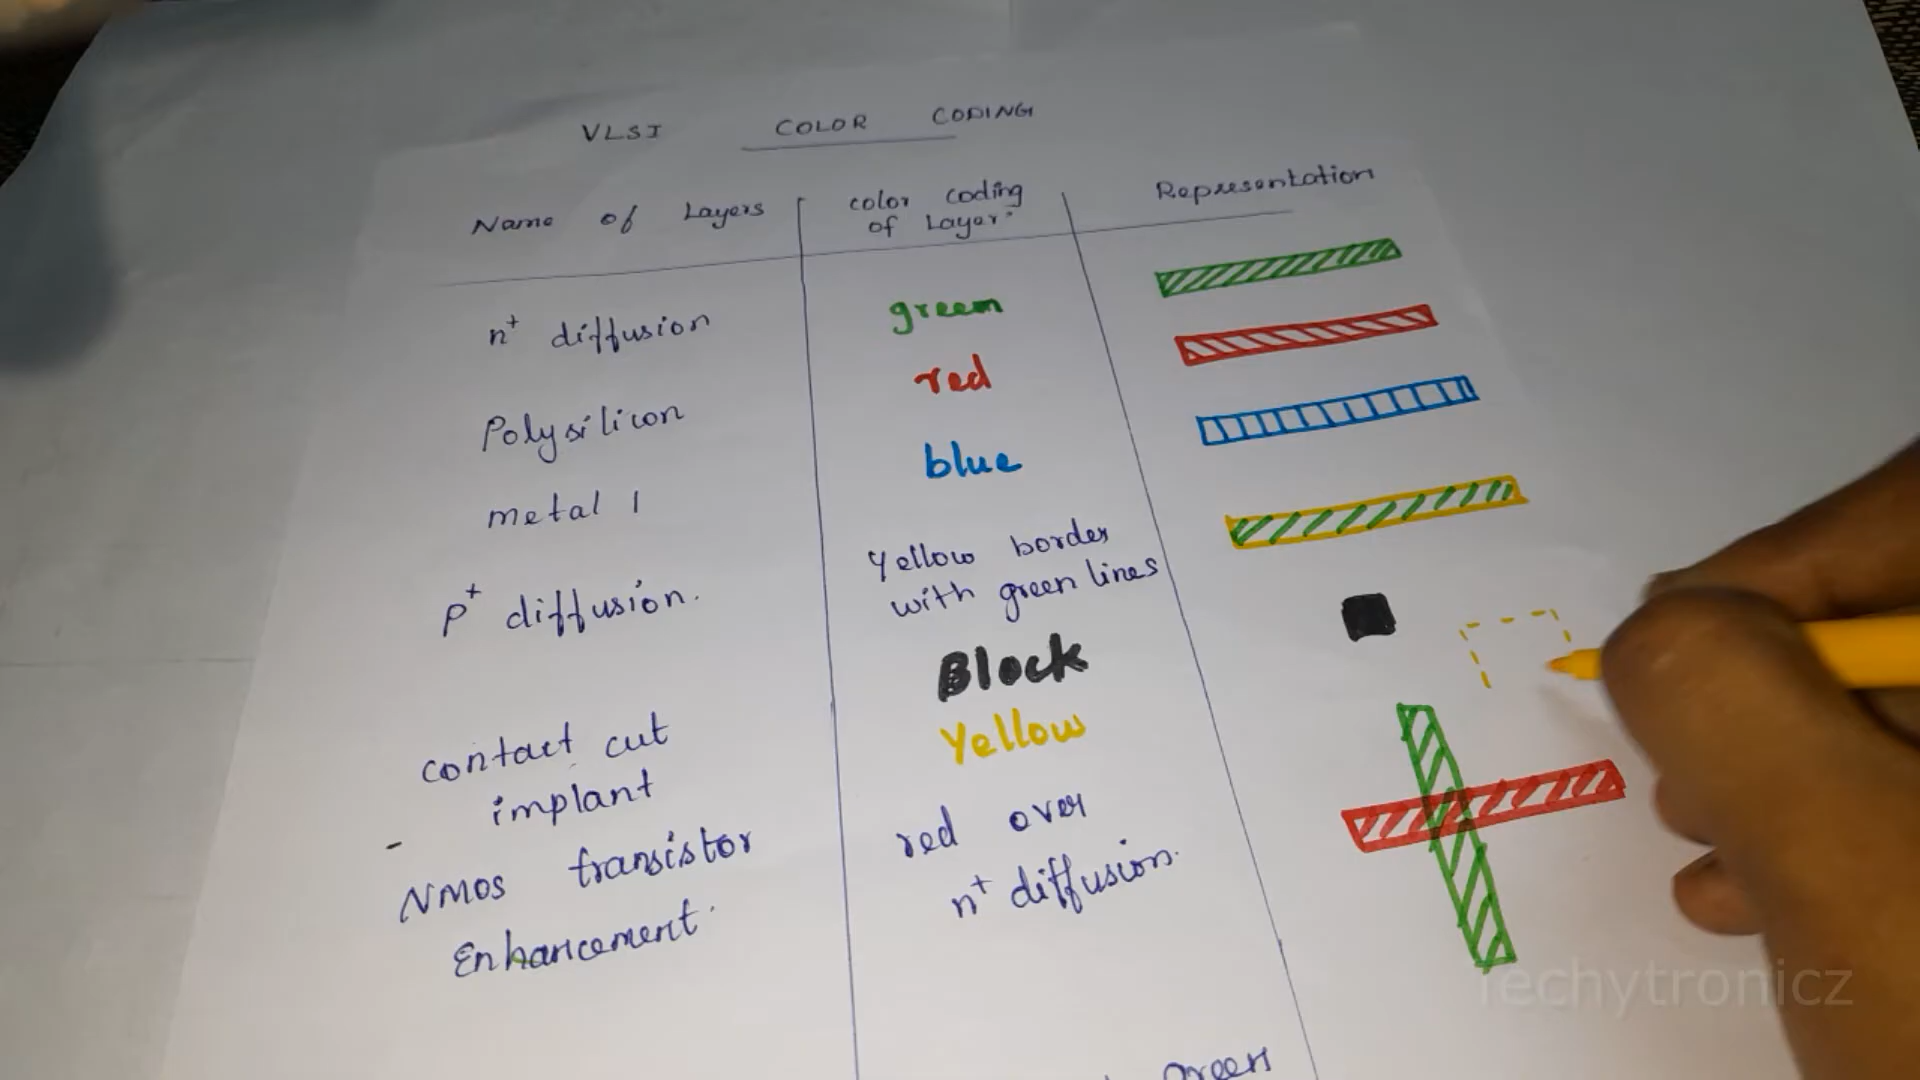 VLSI COLOR CODING
Name of Layers
color coding
of Layer
Representation
n+ diffusion
green
Polysilicon
red
metal 1
blue
P+ diffusion.
Yellow border
with green lines
contact cut
Block
implant
Yellow
NMOS transistor
Enhancement.
red over
n+ diffusion.
green
Techytronicz